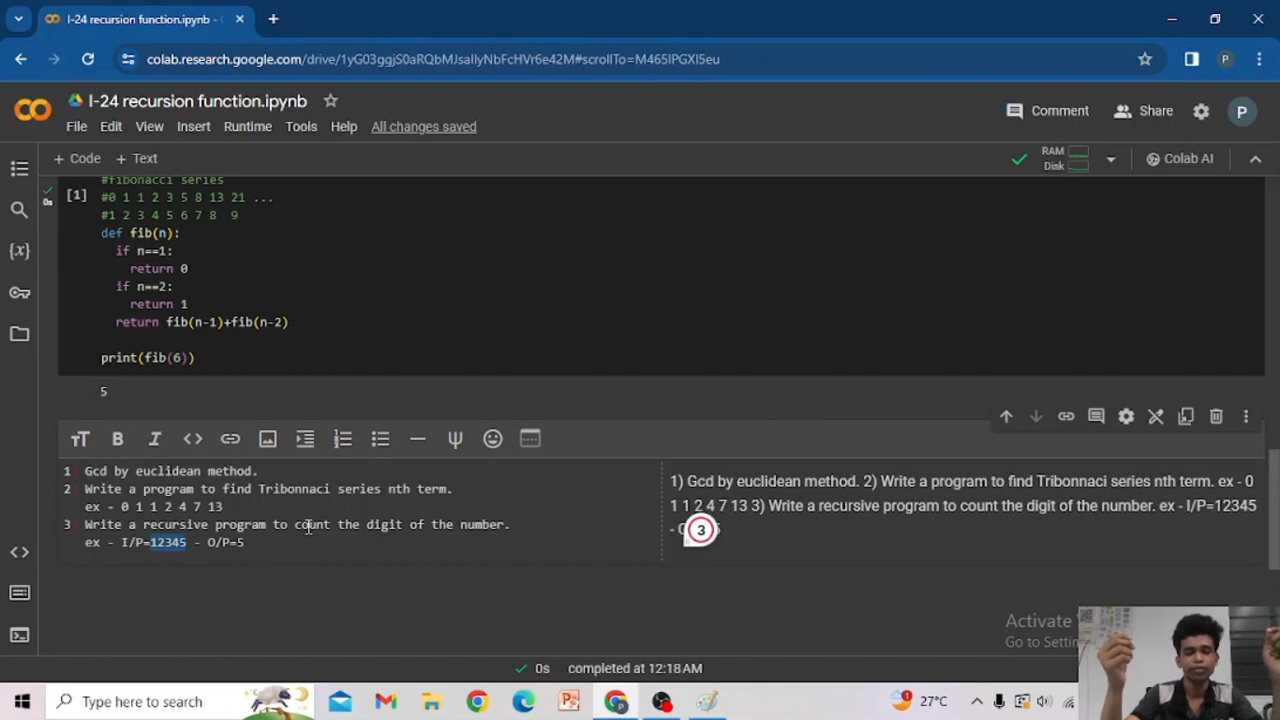 I-24 recursion function.ipynb -
colab.research.google.com/drive/1yG03ggjS0aRQbMJsaIlyNbFcHVr6e42M#scrollTo=M465IPGXI5eu
P
I-24 recursion function.ipynb
File Edit View Insert Runtime Tools Help All changes saved
Comment Share P
+ Code + Text
RAM
Disk
Colab AI
#fibonacci series
[1] #0 1 1 2 3 5 8 13 21 ...
0s
#1 2 3 4 5 6 7 8 9
def fib(n):
if n==1:
return 0
if n==2:
return 1
return fib(n-1)+fib(n-2)
print(fib(6))
5
1) Gcd by euclidean method.
2) Write a program to find Tribonnaci series nth term.
ex - 0 1 1 2 4 7 13
3) Write a recursive program to count the digit of the number.
ex - I/P=12345 - O/P=5
1) Gcd by euclidean method. 2) Write a program to find Tribonnaci series nth term. ex - 0
1 1 2 4 7 13 3) Write a recursive program to count the digit of the number. ex - I/P=12345
3
Activate
Go to Settin
0s completed at 12:18 AM
Type here to search
27°C